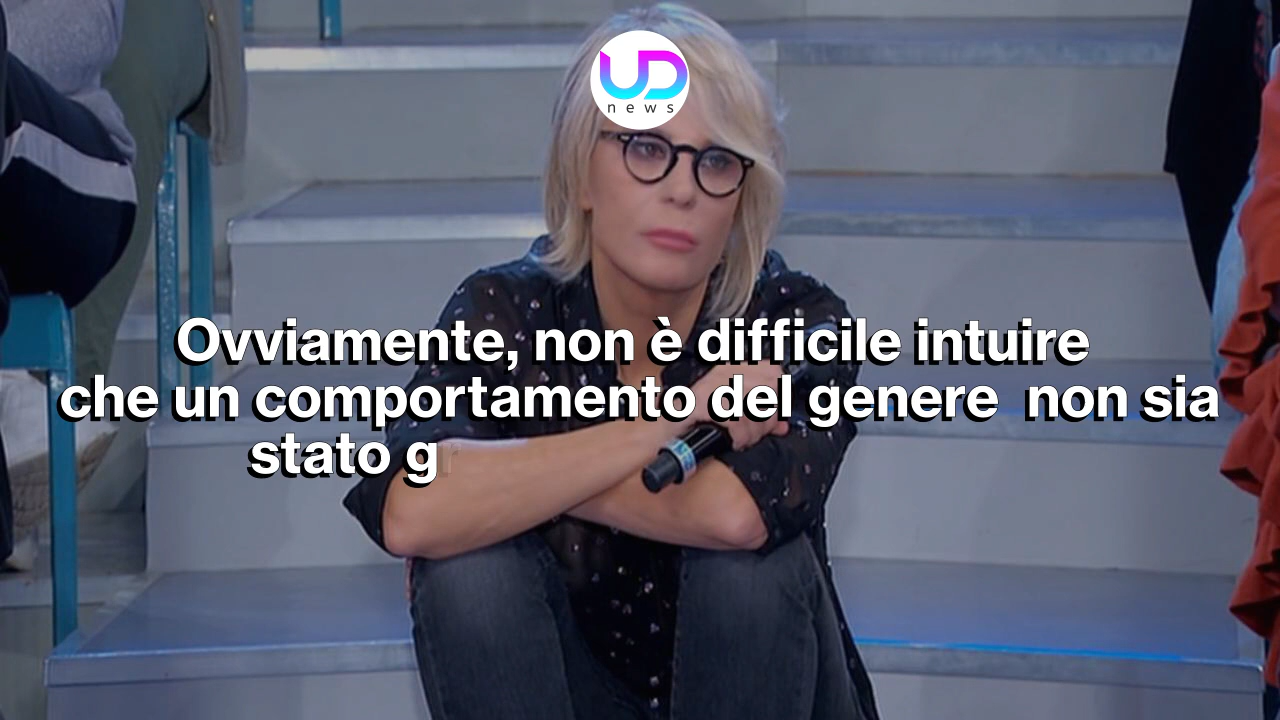 UD
news
Ovviamente, non è difficile intuire
che un comportamento del genere non sia
stato g